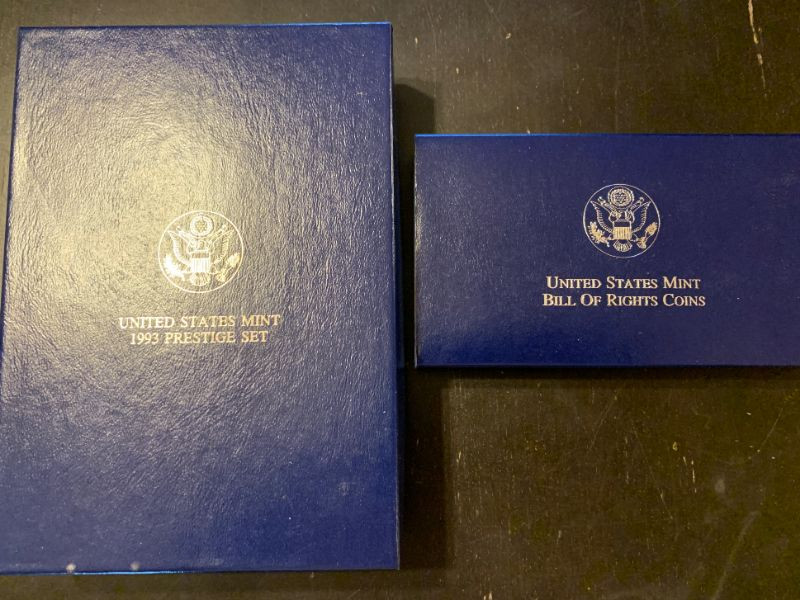 UNITED STATES MINT
1993 PRESTIGE SET
UNITED STATES MINT
BILL OF RIGHTS COINS